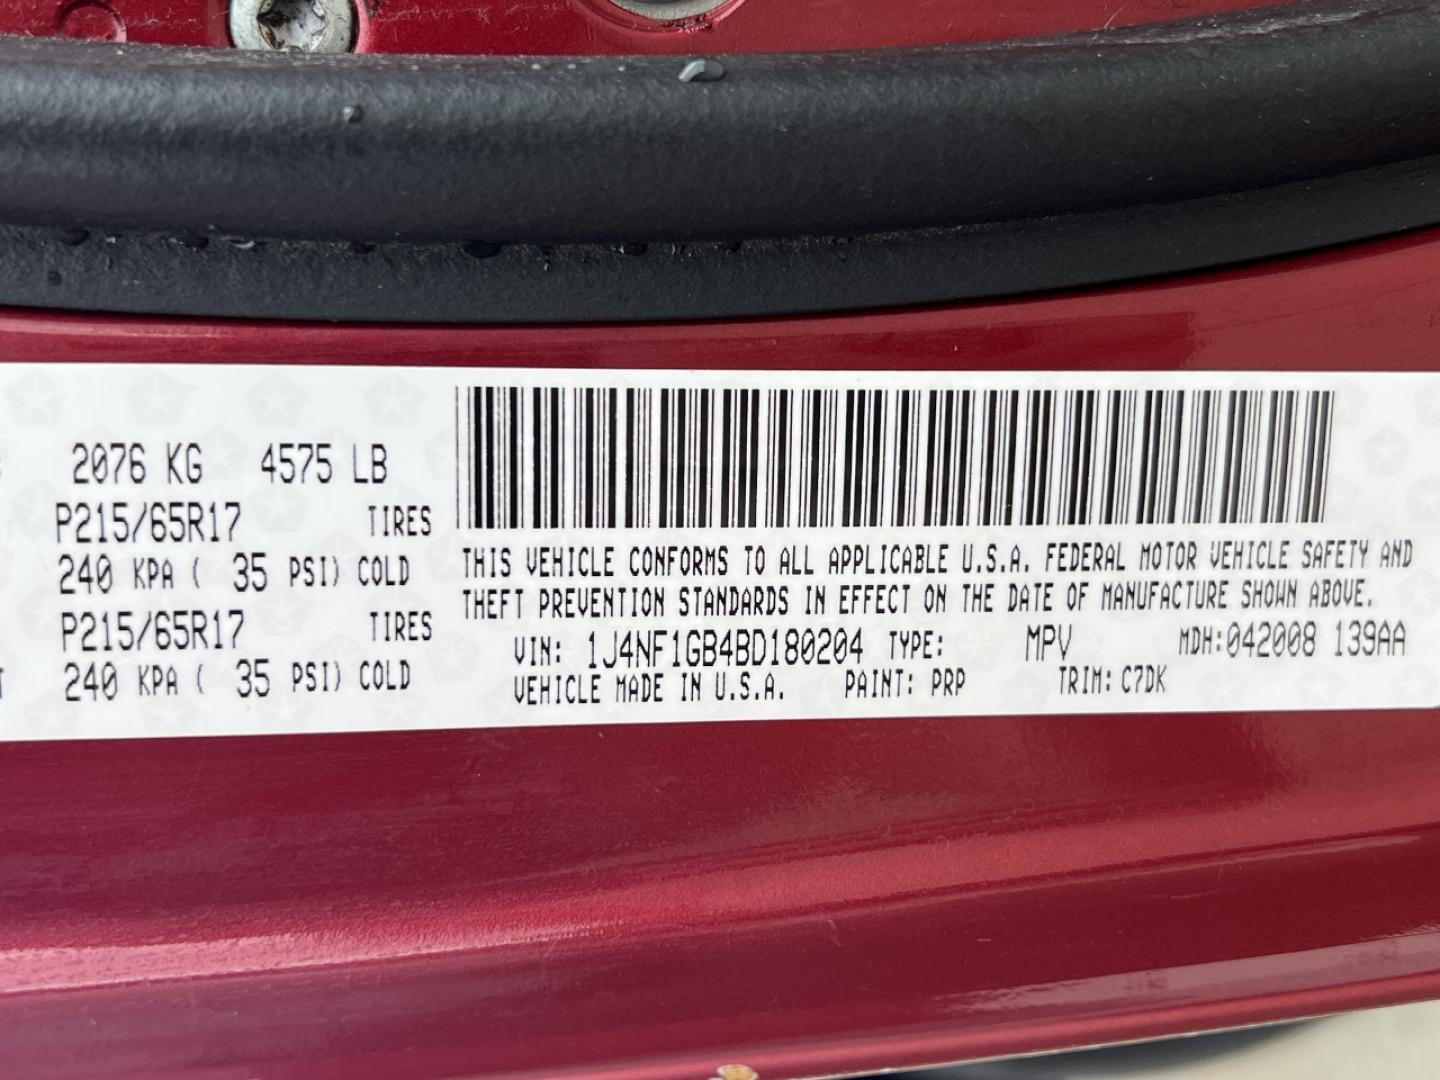 2076 KG 4575 LB
P215/65R17 TIRES
240 KPA ( 35 PSI) COLD
P215/65R17 TIRES
240 KPA ( 35 PSI) COLD
THIS VEHICLE CONFORMS TO ALL APPLICABLE U.S.A. FEDERAL MOTOR VEHICLE SAFETY AND
THEFT PREVENTION STANDARDS IN EFFECT ON THE DATE OF MANUFACTURE SHOWN ABOVE.
VIN: 1J4NF1GB4BD180204 TYPE: MPV MDH:042008 139AA
VEHICLE MADE IN U.S.A. PAINT: PRP TRIM: C7DK